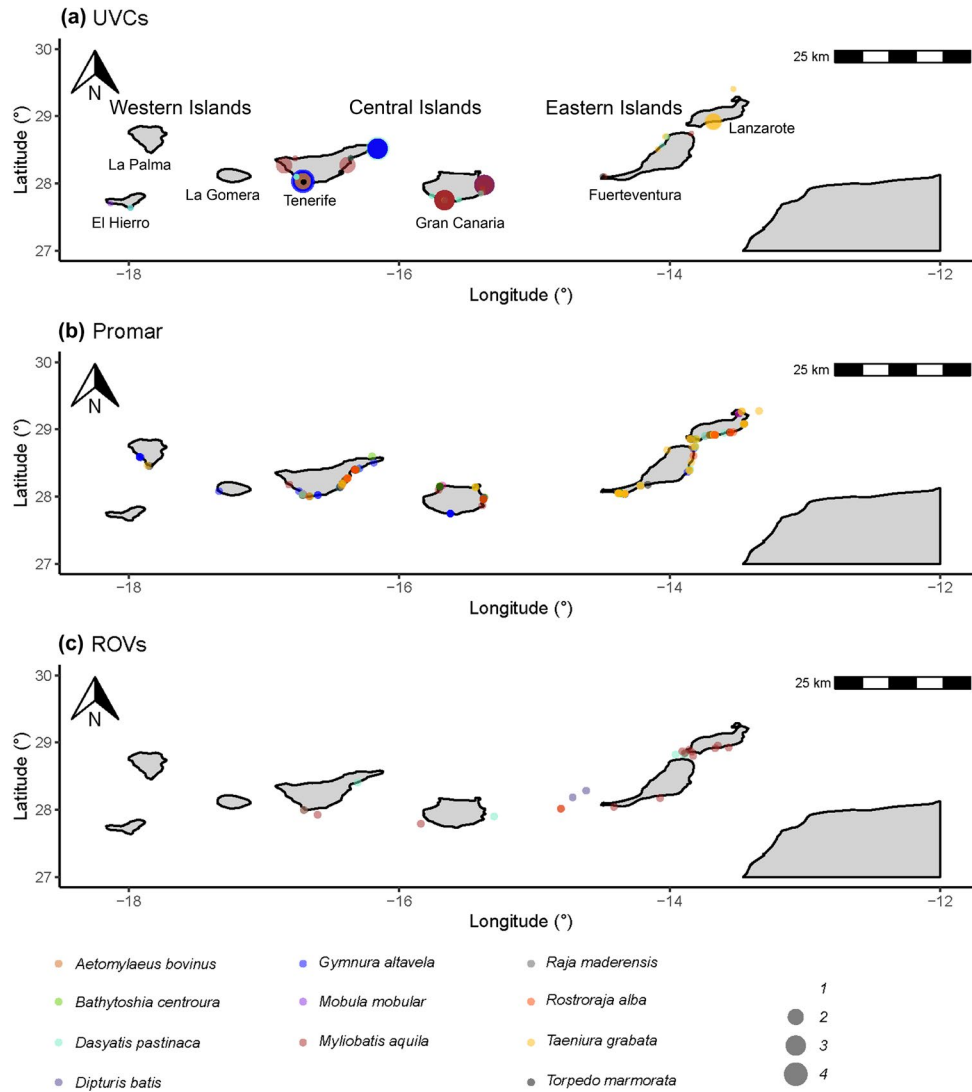 (a) UVCs
30
25 km
N
Western Islands
Central Islands
Eastern Islands
29
Lanzarote
La Palma
28
La Gomera
Tenerife
Fuerteventura
El Hierro
Gran Canaria
27
−18
−16
−14
−12
Latitude (°)
Longitude (°)
(b) Promar
30
25 km
N
29
28
27
−18
−16
−14
−12
Latitude (°)
Longitude (°)
(c) ROVs
30
25 km
N
29
28
27
−18
−16
−14
−12
Latitude (°)
Longitude (°)
Aetomylaeus bovinus
Bathytoshia centroura
Dasyatis pastinaca
Dipturis batis
Gymnura altavela
Mobula mobular
Myliobatis aquila
Raja maderensis
Rostroraja alba
Taeniura grabata
Torpedo marmorata
1
2
3
4